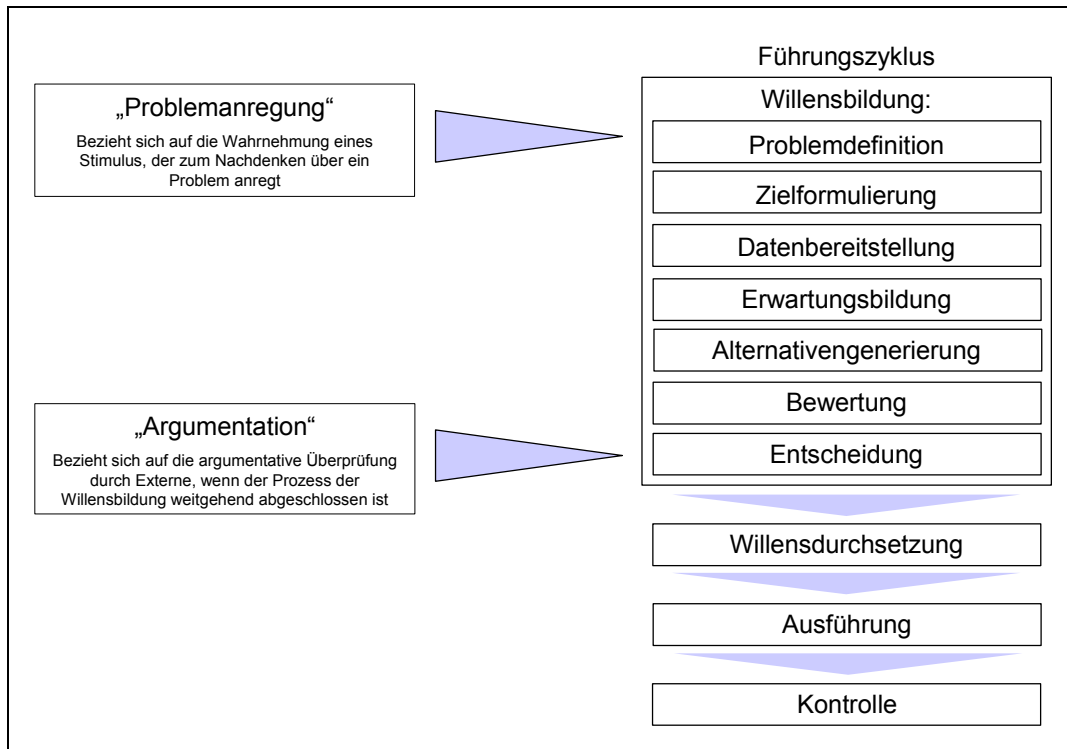 „Problemanregung“
Bezieht sich auf die Wahrnehmung eines
Stimulus, der zum Nachdenken über ein
Problem anregt
„Argumentation“
Bezieht sich auf die argumentative Überprüfung
durch Externe, wenn der Prozess der
Willensbildung weitgehend abgeschlossen ist
Führungszyklus
Willensbildung:
Problemdefinition
Zielformulierung
Datenbereitstellung
Erwartungsbildung
Alternativengenerierung
Bewertung
Entscheidung
Willensdurchsetzung
Ausführung
Kontrolle